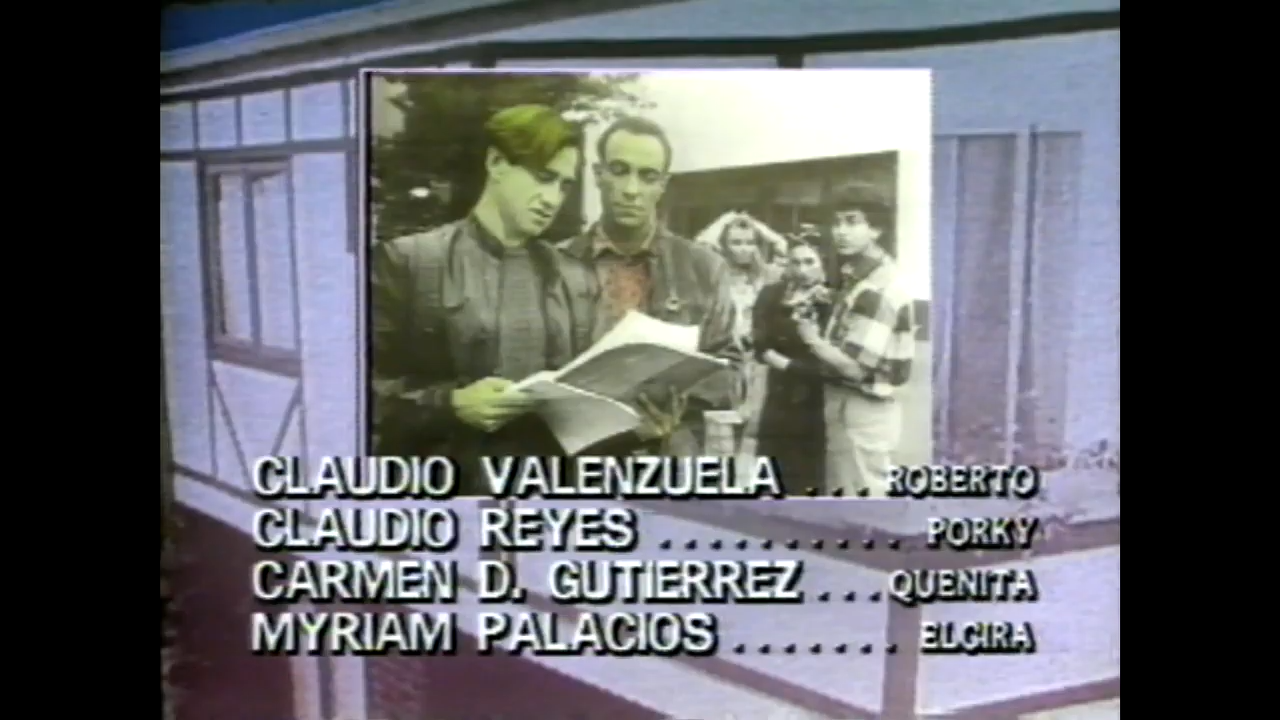 CLAUDIO VALENZUELA ... ROBERTO
CLAUDIO REYES .......... PORKY
CARMEN D. GUTIERREZ ... QUENITA
MYRIAM PALACIOS ....... ELCIRA